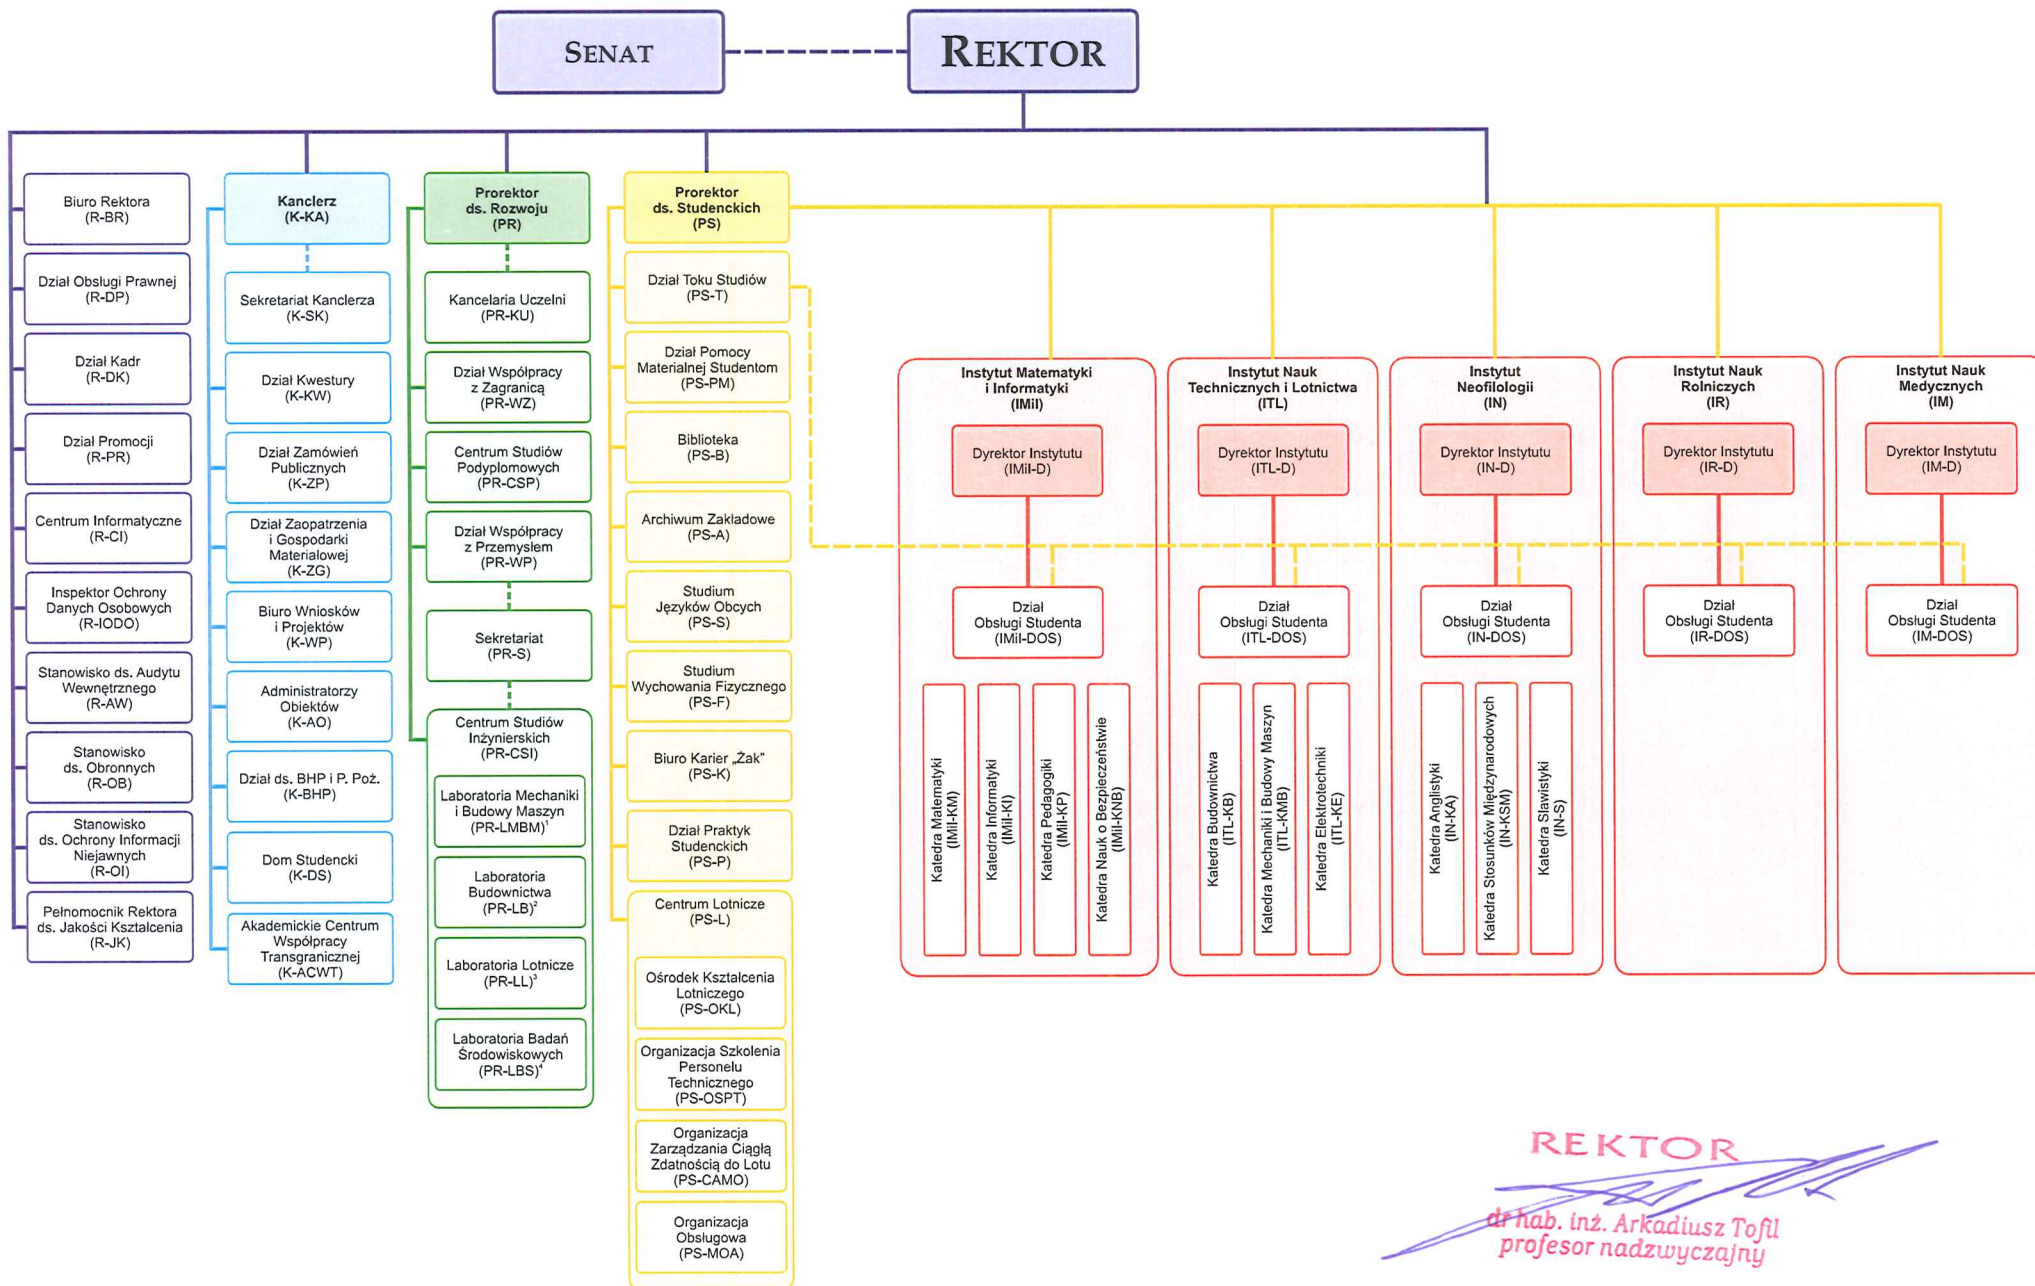 SENAT
REKTOR
Biuro Rektora
(R-BR)
Dział Obsługi Prawnej
(R-DP)
Dział Kadr
(R-DK)
Dział Promocji
(R-PR)
Centrum Informatyczne
(R-CI)
Inspektor Ochrony
Danych Osobowych
(R-IODO)
Stanowisko ds. Audytu
Wewnętrznego
(R-AW)
Stanowisko
ds. Obronnych
(R-OB)
Stanowisko
ds. Ochrony Informacji
Niejawnych
(R-OI)
Pełnomocnik Rektora
ds. Jakości Kształcenia
(R-JK)
Kanclerz
(K-KA)
Sekretariat Kanclerza
(K-SK)
Dział Kwestury
(K-KW)
Dział Zamówień
Publicznych
(K-ZP)
Dział Zaopatrzenia
i Gospodarki
Materiałowej
(K-ZG)
Biuro Wniosków
i Projektów
(K-WP)
Administratorzy
Obiektów
(K-AO)
Dział ds. BHP i P. Poż.
(K-BHP)
Dom Studencki
(K-DS)
Akademickie Centrum
Współpracy
Transgranicznej
(K-ACWT)
Prorektor
ds. Rozwoju
(PR)
Kancelaria Uczelni
(PR-KU)
Dział Współpracy
z Zagranicą
(PR-WZ)
Centrum Studiów
Podyplomowych
(PR-CSP)
Dział Współpracy
z Przemysłem
(PR-WP)
Sekretariat
(PR-S)
Centrum Studiów
Inżynierskich
(PR-CSI)
Laboratoria Mechaniki
i Budowy Maszyn
(PR-LMBM)¹
Laboratoria
Budownictwa
(PR-LB)²
Laboratoria Lotnicze
(PR-LL)³
Laboratoria Badań
Środowiskowych
(PR-LBS)⁴
Prorektor
ds. Studenckich
(PS)
Dział Toku Studiów
(PS-T)
Dział Pomocy
Materialnej Studentom
(PS-PM)
Biblioteka
(PS-B)
Archiwum Zakładowe
(PS-A)
Studium
Języków Obcych
(PS-S)
Studium
Wychowania Fizycznego
(PS-F)
Biuro Karier „Żak”
(PS-K)
Dział Praktyk
Studenckich
(PS-P)
Centrum Lotnicze
(PS-L)
Ośrodek Kształcenia
Lotniczego
(PS-OKL)
Organizacja Szkolenia
Personelu
Technicznego
(PS-OSPT)
Organizacja
Zarządzania Ciągłą
Zdatnością do Lotu
(PS-CAMO)
Organizacja
Obsługowa
(PS-MOA)
Instytut Matematyki
i Informatyki
(IMiI)
Dyrektor Instytutu
(IMiI-D)
Dział
Obsługi Studenta
(IMiI-DOS)
Katedra Matematyki
(IMiI-KM)
Katedra Informatyki
(IMiI-KI)
Katedra Pedagogiki
(IMiI-KP)
Katedra Nauk o Bezpieczeństwie
(IMiI-KNB)
Instytut Nauk
Technicznych i Lotnictwa
(ITL)
Dyrektor Instytutu
(ITL-D)
Dział
Obsługi Studenta
(ITL-DOS)
Katedra Budownictwa
(ITL-KB)
Katedra Mechaniki i Budowy Maszyn
(ITL-KMB)
Katedra Elektrotechniki
(ITL-KE)
Instytut
Neofilologii
(IN)
Dyrektor Instytutu
(IN-D)
Dział
Obsługi Studenta
(IN-DOS)
Katedra Anglistyki
(IN-KA)
Katedra Stosunków Międzynarodowych
(IN-KSM)
Katedra Slawistyki
(IN-S)
Instytut Nauk
Rolniczych
(IR)
Dyrektor Instytutu
(IR-D)
Dział
Obsługi Studenta
(IR-DOS)
Instytut Nauk
Medycznych
(IM)
Dyrektor Instytutu
(IM-D)
Dział
Obsługi Studenta
(IM-DOS)
REKTOR
dr hab. inż. Arkadiusz Tofil
profesor nadzwyczajny